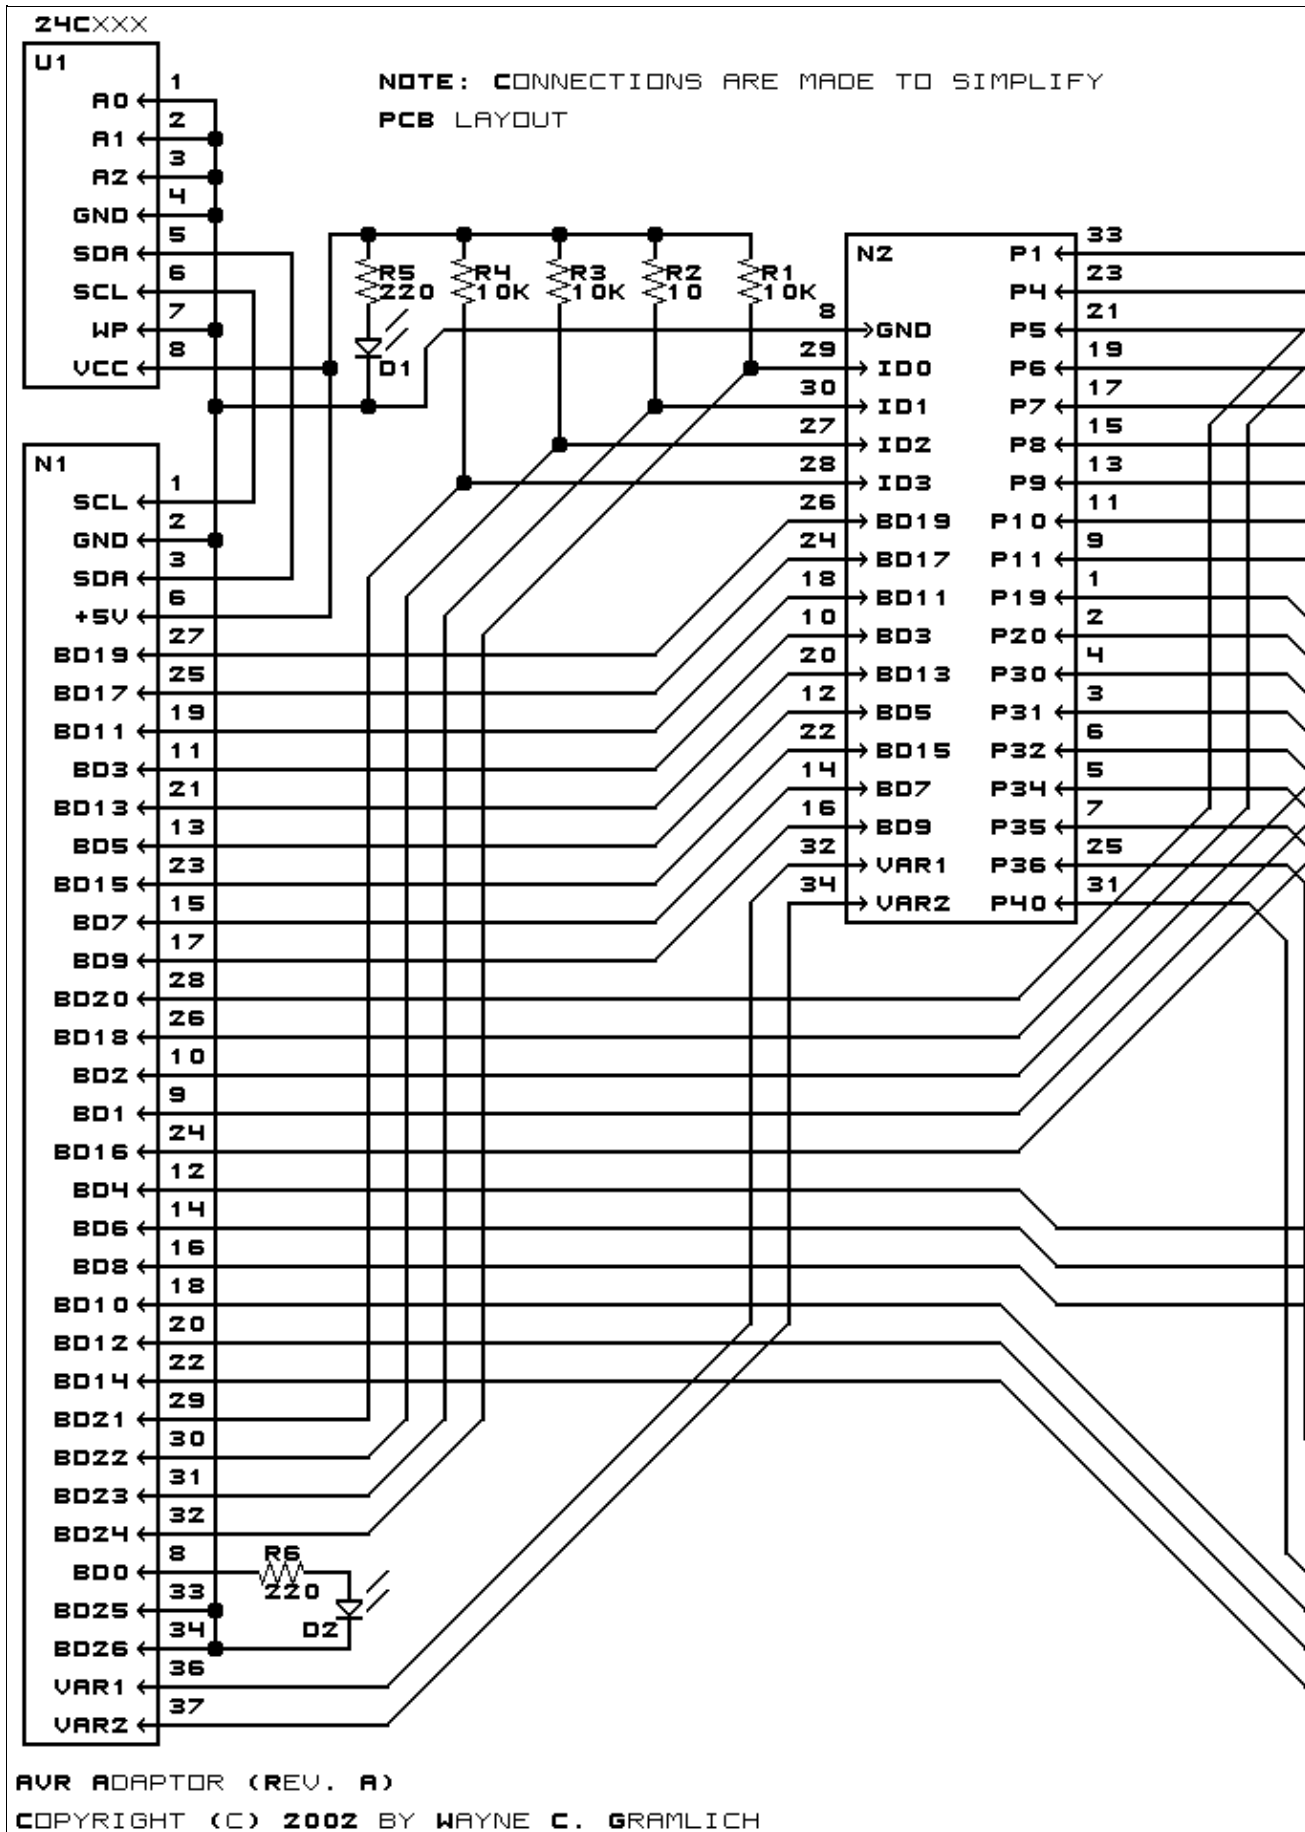 24CXXX
U1
NOTE: CONNECTIONS ARE MADE TO SIMPLIFY
PCB LAYOUT
1
A0
2
A1
3
A2
4
GND
5
SDA
6
SCL
7
WP
8
VCC
R5
220
R4
10K
R3
10K
R2
10
R1
10K
D1
N1
1
SCL
2
GND
3
SDA
6
+5V
27
BD19
25
BD17
19
BD11
11
BD3
21
BD13
13
BD5
23
BD15
15
BD7
17
BD9
28
BD20
26
BD18
10
BD2
9
BD1
24
BD16
12
BD4
14
BD6
16
BD8
18
BD10
20
BD12
22
BD14
29
BD21
30
BD22
31
BD23
32
BD24
8
BD0
33
BD25
34
BD26
36
VAR1
37
VAR2
R6
220
D2
N2
8
GND
29
ID0
30
ID1
27
ID2
28
ID3
26
BD19
24
BD17
18
BD11
10
BD3
20
BD13
12
BD5
22
BD15
14
BD7
16
BD9
32
VAR1
34
VAR2
33
P1
23
P4
21
P5
19
P6
17
P7
15
P8
13
P9
11
P10
9
P11
1
P19
2
P20
4
P30
3
P31
6
P32
5
P34
7
P35
25
P36
31
P40
AVR ADAPTOR (REV. A)
COPYRIGHT (C) 2002 BY WAYNE C. GRAMLICH